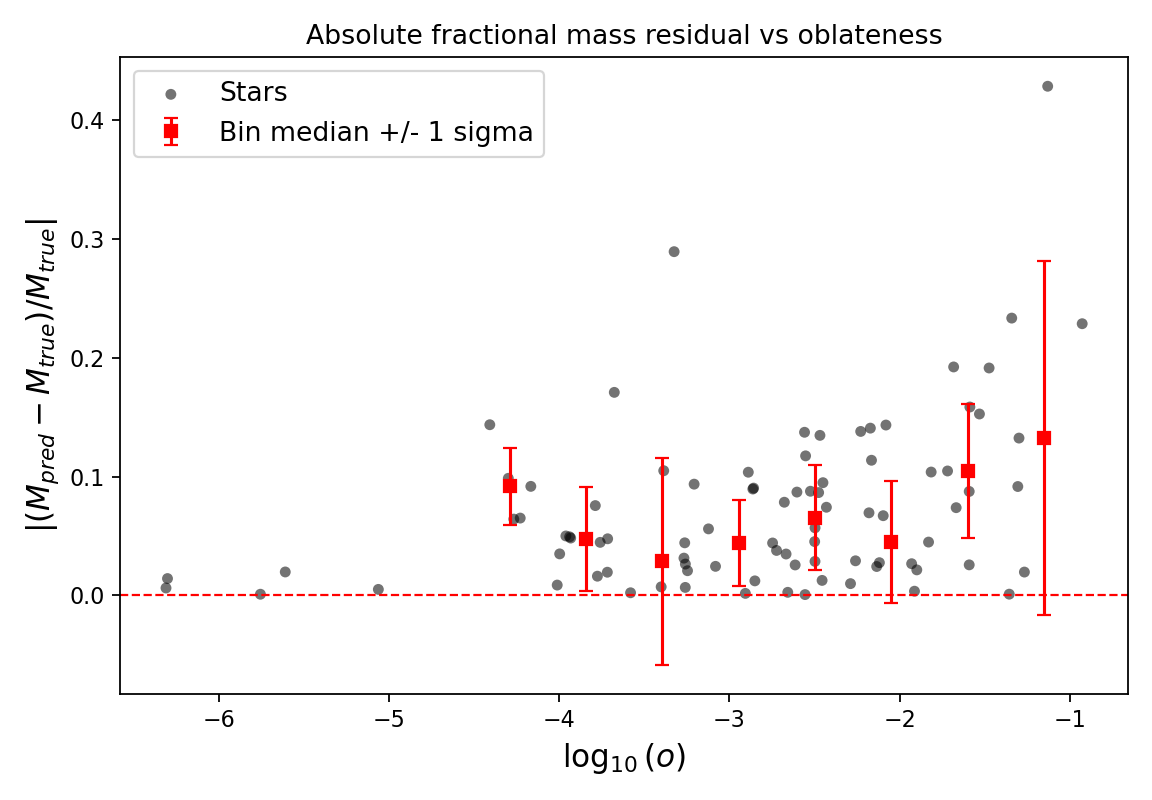 Absolute fractional mass residual vs oblateness
Stars
Bin median +/- 1 sigma
|(M_pred − M_true)/M_true|
0.4
0.3
0.2
0.1
0.0
−6 −5 −4 −3 −2 −1
log₁₀(o)